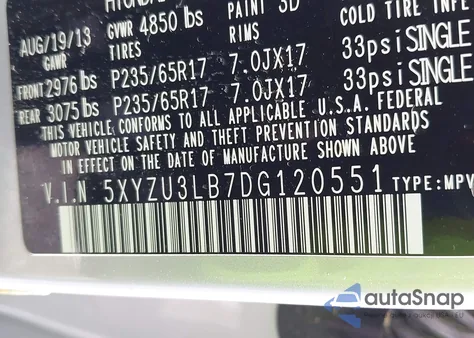 HYUNDAI
AUG/19/13 GVWR 4850 lbs PAINT 3D COLD TIRE INF
GAWR TIRES RIMS
FRONT 2976 lbs P235/65R17 7.0JX17 33psi SINGLE
REAR 3075 lbs P235/65R17 7.0JX17 33psi SINGLE
THIS VEHICLE CONFORMS TO ALL APPLICABLE U.S.A. FEDERAL
MOTOR VEHICLE SAFETY AND THEFT PREVENTION STANDARDS
IN EFFECT ON THE DATE OF MANUFACTURE SHOWN ABOVE
V.I.N 5XYZU3LB7DG120551 TYPE:MPV
autoSnap